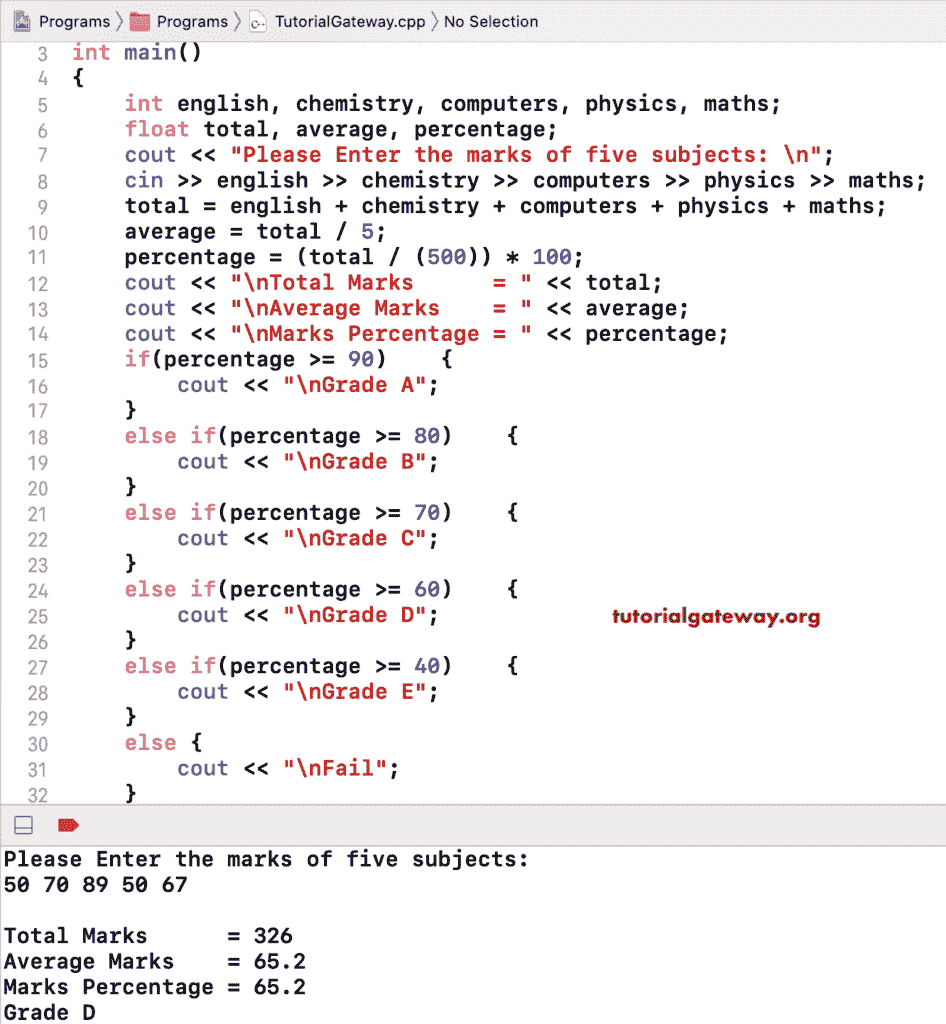 Programs 〉 Programs 〉 TutorialGateway.cpp 〉 No Selection
3 int main()
4 {
5     int english, chemistry, computers, physics, maths;
6     float total, average, percentage;
7     cout << "Please Enter the marks of five subjects: \n";
8     cin >> english >> chemistry >> computers >> physics >> maths;
9     total = english + chemistry + computers + physics + maths;
10     average = total / 5;
11     percentage = (total / (500)) * 100;
12     cout << "\nTotal Marks      = " << total;
13     cout << "\nAverage Marks    = " << average;
14     cout << "\nMarks Percentage = " << percentage;
15     if(percentage >= 90)    {
16         cout << "\nGrade A";
17     }
18     else if(percentage >= 80)    {
19         cout << "\nGrade B";
20     }
21     else if(percentage >= 70)    {
22         cout << "\nGrade C";
23     }
24     else if(percentage >= 60)    {
25         cout << "\nGrade D";
tutorialgateway.org
26     }
27     else if(percentage >= 40)    {
28         cout << "\nGrade E";
29     }
30     else {
31         cout << "\nFail";
32     }
Please Enter the marks of five subjects:
50 70 89 50 67
Total Marks      = 326
Average Marks    = 65.2
Marks Percentage = 65.2
Grade D